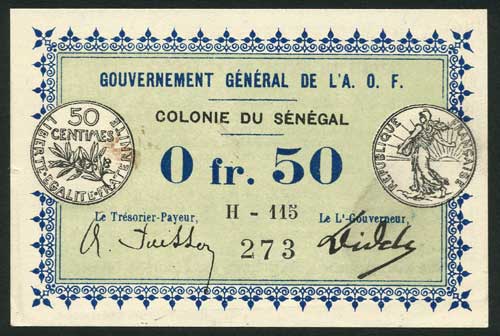 GOUVERNEMENT GÉNÉRAL DE L'A. O. F.
COLONIE DU SÉNÉGAL
50
CENTIMES
LIBERTÉ·EGALITÉ·FRATERNITÉ
RÉPUBLIQUE FRANÇAISE
0 fr. 50
Le Trésorier-Payeur,
H - 115
Le Lt-Gouverneur,
273